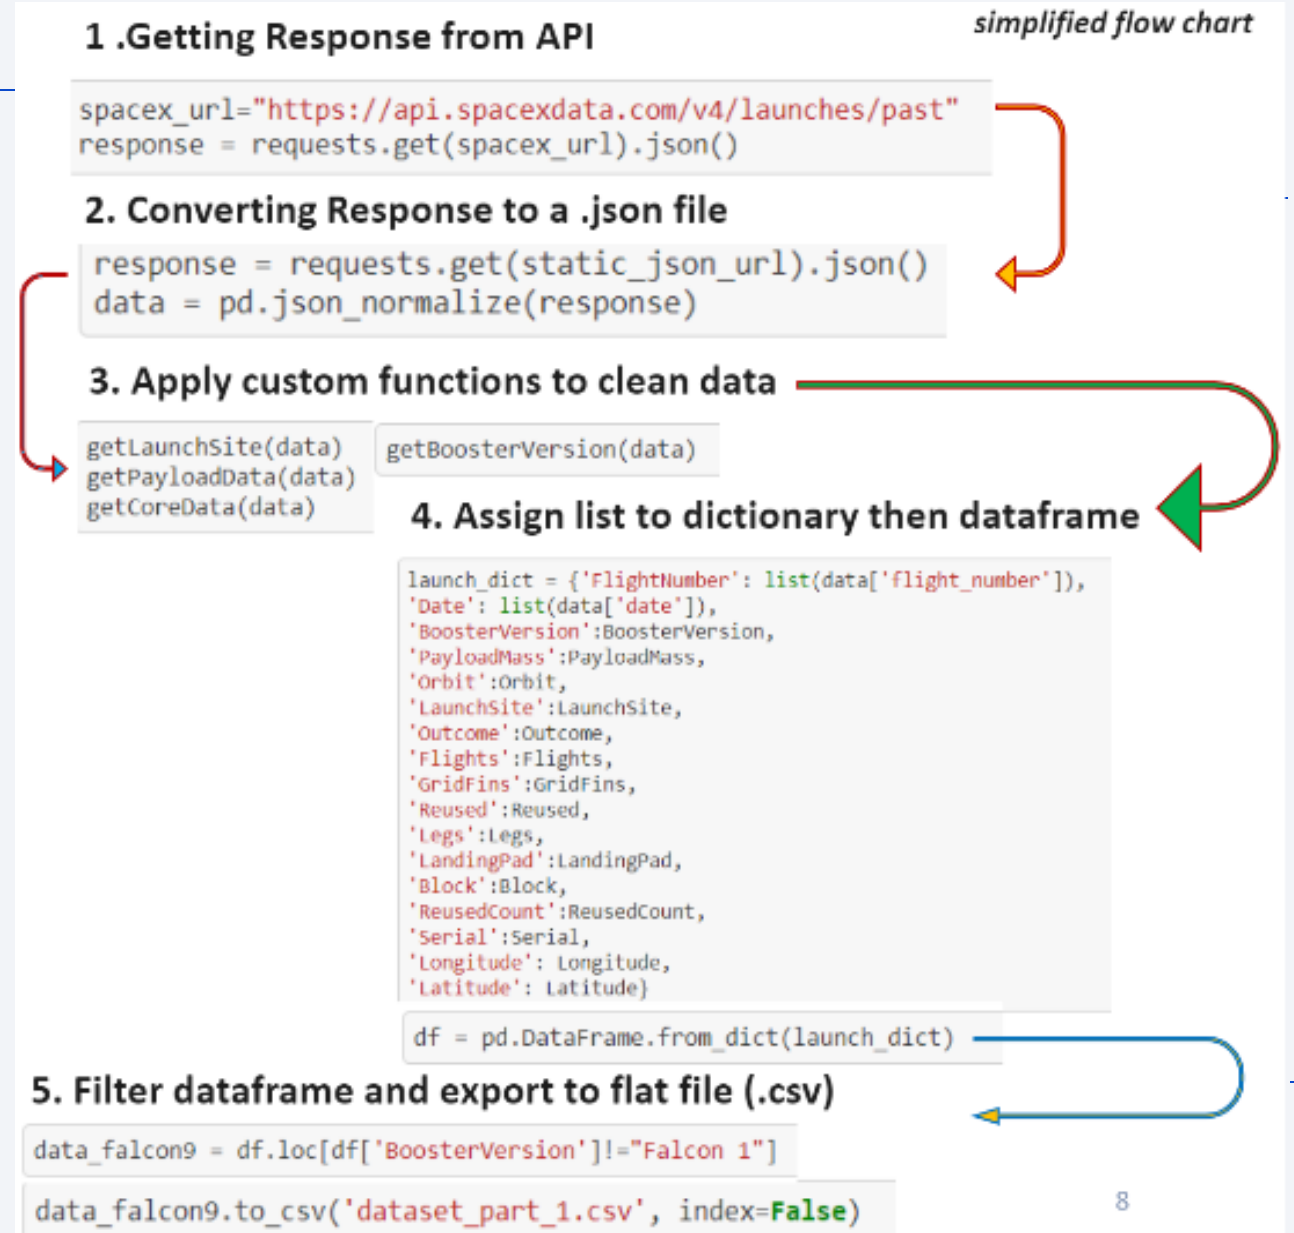 simplified flow chart
1 .Getting Response from API
spacex_url="https://api.spacexdata.com/v4/launches/past"
response = requests.get(spacex_url).json()
2. Converting Response to a .json file
response = requests.get(static_json_url).json()
data = pd.json_normalize(response)
3. Apply custom functions to clean data
getLaunchSite(data)
getPayloadData(data)
getCoreData(data)
getBoosterVersion(data)
4. Assign list to dictionary then dataframe
launch_dict = {'FlightNumber': list(data['flight_number']),
'Date': list(data['date']),
'BoosterVersion':BoosterVersion,
'PayloadMass':PayloadMass,
'Orbit':Orbit,
'LaunchSite':LaunchSite,
'Outcome':Outcome,
'Flights':Flights,
'GridFins':GridFins,
'Reused':Reused,
'Legs':Legs,
'LandingPad':LandingPad,
'Block':Block,
'ReusedCount':ReusedCount,
'Serial':Serial,
'Longitude': Longitude,
'Latitude': Latitude}
df = pd.DataFrame.from_dict(launch_dict)
5. Filter dataframe and export to flat file (.csv)
data_falcon9 = df.loc[df['BoosterVersion']!="Falcon 1"]
data_falcon9.to_csv('dataset_part_1.csv', index=False)
8